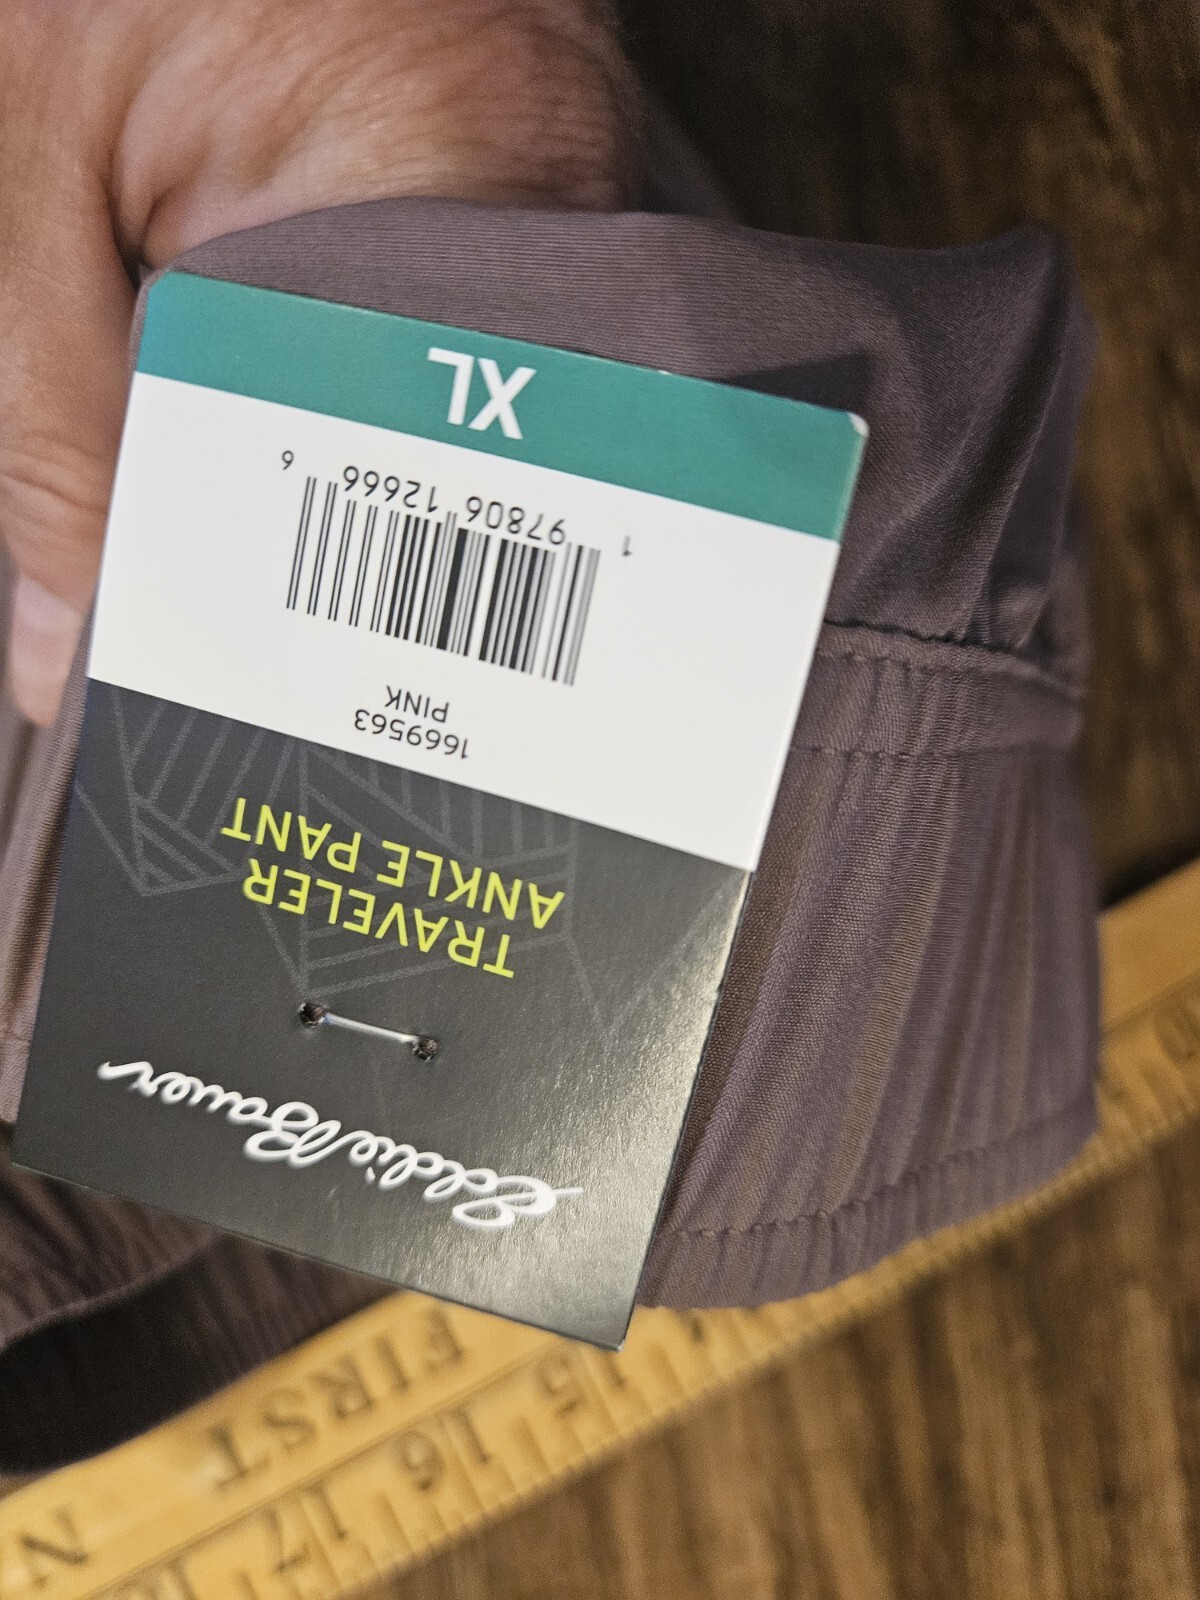 Eddie Bauer
TRAVELER
ANKLE PANT
1669563
PINK
1 97806 12666 6
XL
FIRST
N
17 16 15